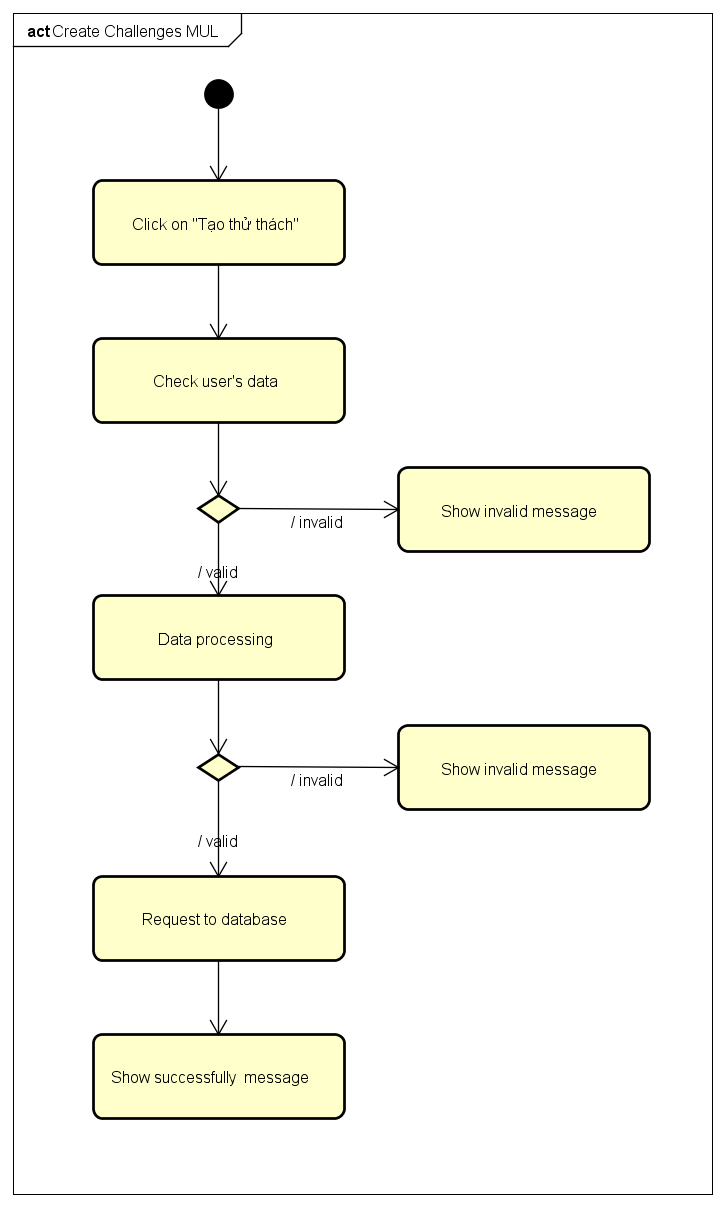 act Create Challenges MUL
Click on "Tạo thử thách"
Check user's data
/ invalid
Show invalid message
/ valid
Data processing
/ invalid
Show invalid message
/ valid
Request to database
Show successfully  message